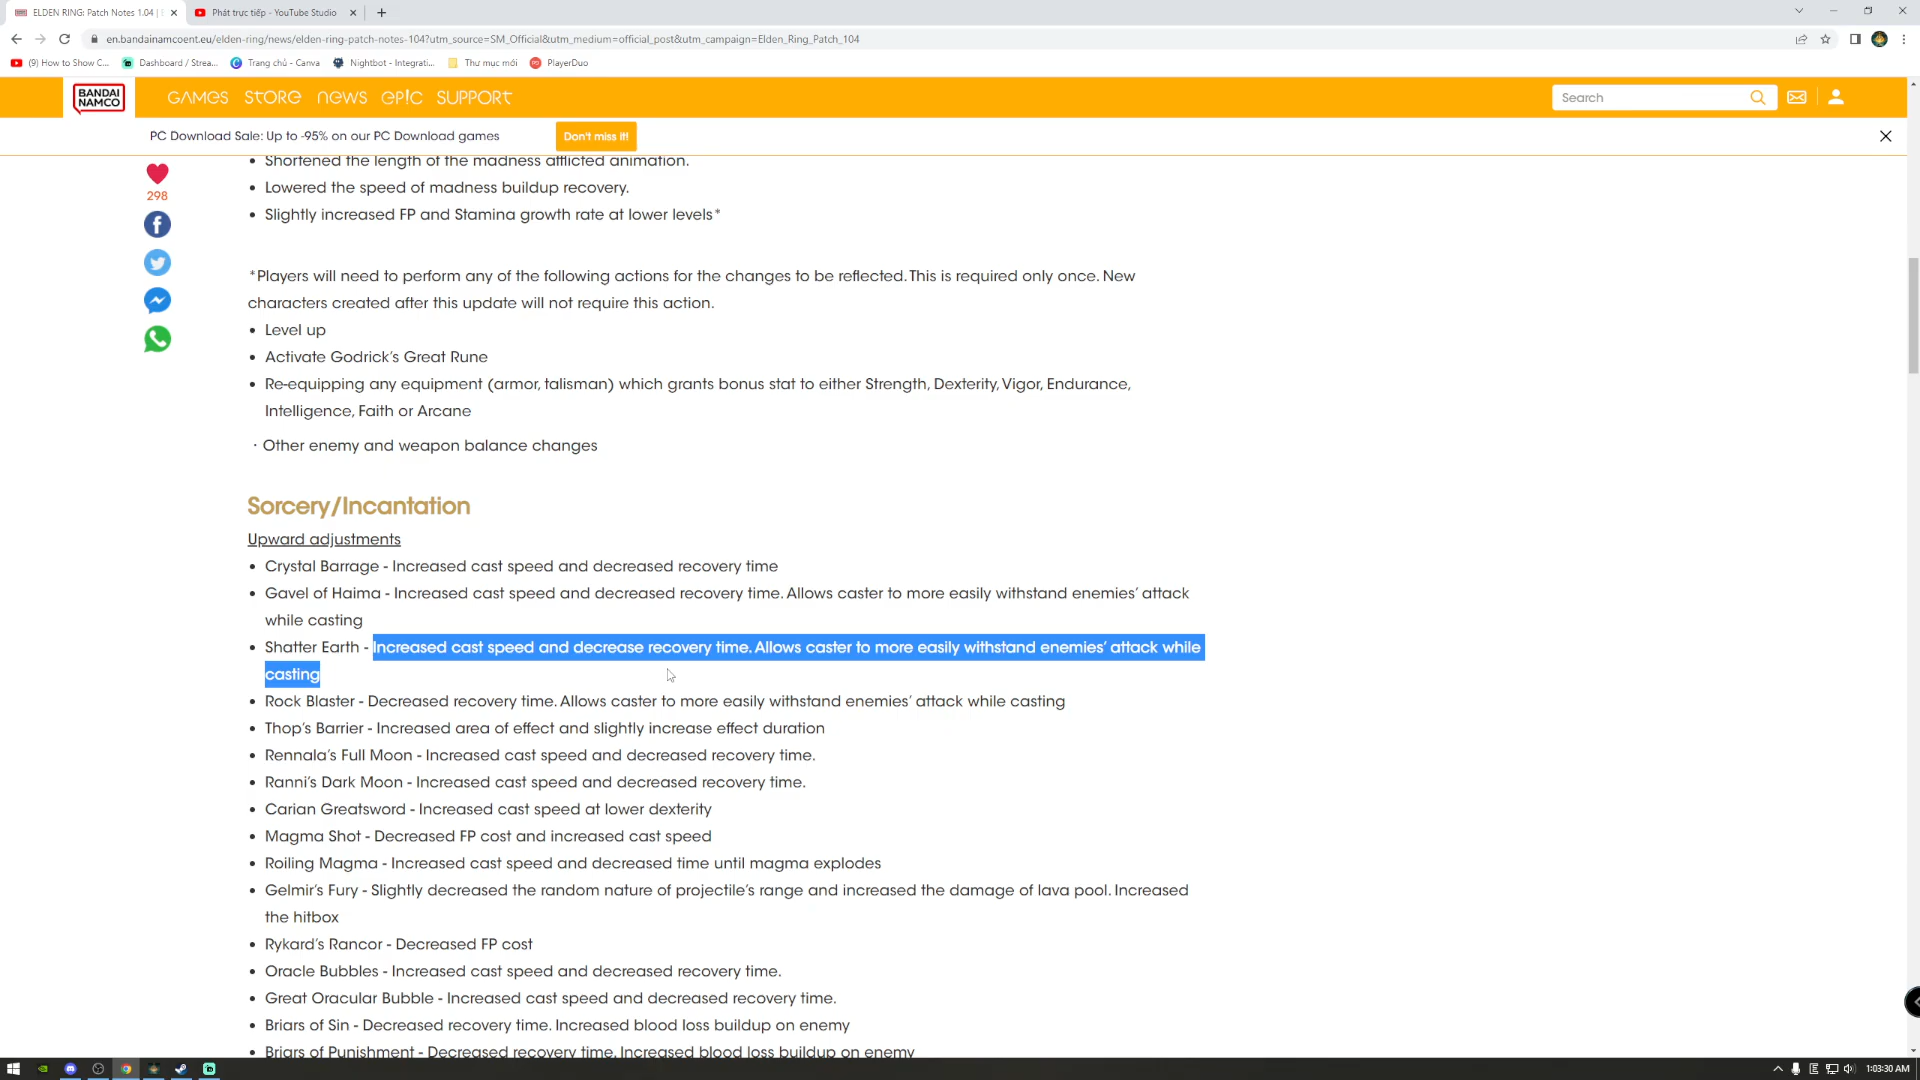 ELDEN RING: Patch Notes 1.04 |
Phát trực tiếp - YouTube Studio
en.bandainamcoent.eu/elden-ring/news/elden-ring-patch-notes-104?utm_source=SM_Official&utm_medium=official_post&utm_campaign=Elden_Ring_Patch_104
(9) How to Show C...
Dashboard / Strea...
Trang chủ - Canva
Nightbot - Integrati...
Thư mục mới
PlayerDuo
BANDAI NAMCO
GAMES STORE NEWS EPIC SUPPORT
Search
PC Download Sale: Up to -95% on our PC Download games
Don't miss it!
298
• Shortened the length of the madness afflicted animation.
• Lowered the speed of madness buildup recovery.
• Slightly increased FP and Stamina growth rate at lower levels*
*Players will need to perform any of the following actions for the changes to be reflected. This is required only once. New
characters created after this update will not require this action.
• Level up
• Activate Godrick's Great Rune
• Re-equipping any equipment (armor, talisman) which grants bonus stat to either Strength, Dexterity, Vigor, Endurance,
Intelligence, Faith or Arcane
・Other enemy and weapon balance changes
Sorcery/Incantation
Upward adjustments
• Crystal Barrage - Increased cast speed and decreased recovery time
• Gavel of Haima - Increased cast speed and decreased recovery time. Allows caster to more easily withstand enemies' attack
while casting
• Shatter Earth - Increased cast speed and decrease recovery time. Allows caster to more easily withstand enemies' attack while
casting
• Rock Blaster - Decreased recovery time. Allows caster to more easily withstand enemies' attack while casting
• Thop's Barrier - Increased area of effect and slightly increase effect duration
• Rennala's Full Moon - Increased cast speed and decreased recovery time.
• Ranni's Dark Moon - Increased cast speed and decreased recovery time.
• Carian Greatsword - Increased cast speed at lower dexterity
• Magma Shot - Decreased FP cost and increased cast speed
• Roiling Magma - Increased cast speed and decreased time until magma explodes
• Gelmir's Fury - Slightly decreased the random nature of projectile's range and increased the damage of lava pool. Increased
the hitbox
• Rykard's Rancor - Decreased FP cost
• Oracle Bubbles - Increased cast speed and decreased recovery time.
• Great Oracular Bubble - Increased cast speed and decreased recovery time.
• Briars of Sin - Decreased recovery time. Increased blood loss buildup on enemy
• Briars of Punishment - Decreased recovery time. Increased blood loss buildup on enemy
1:03:30 AM